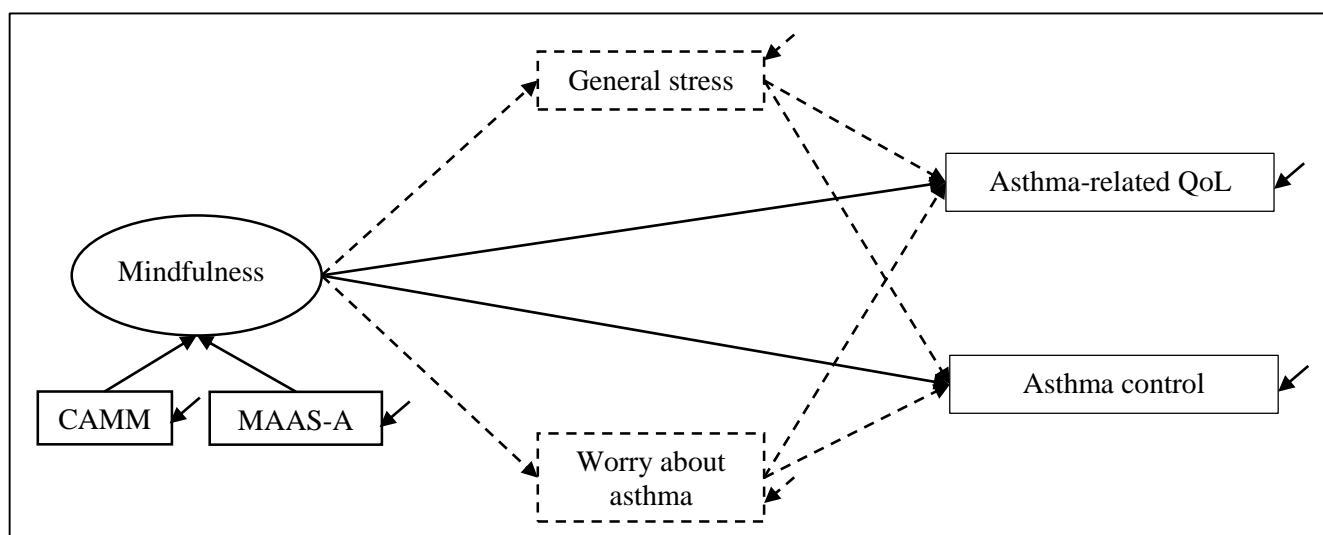 General stress
Asthma-related QoL
Mindfulness
Asthma control
CAMM
MAAS-A
Worry about
asthma